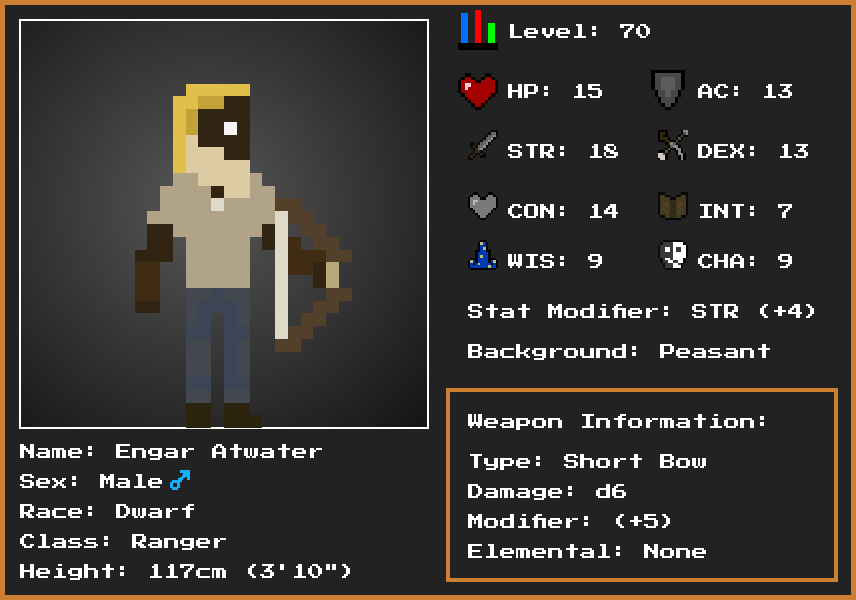 Level: 70
HP: 15
AC: 13
STR: 18
DEX: 13
CON: 14
INT: 7
WIS: 9
CHA: 9
Stat Modifier: STR (+4)
Background: Peasant
Weapon Information:
Type: Short Bow
Damage: d6
Modifier: (+5)
Elemental: None
Name: Engar Atwater
Sex: Male♂
Race: Dwarf
Class: Ranger
Height: 117cm (3'10")